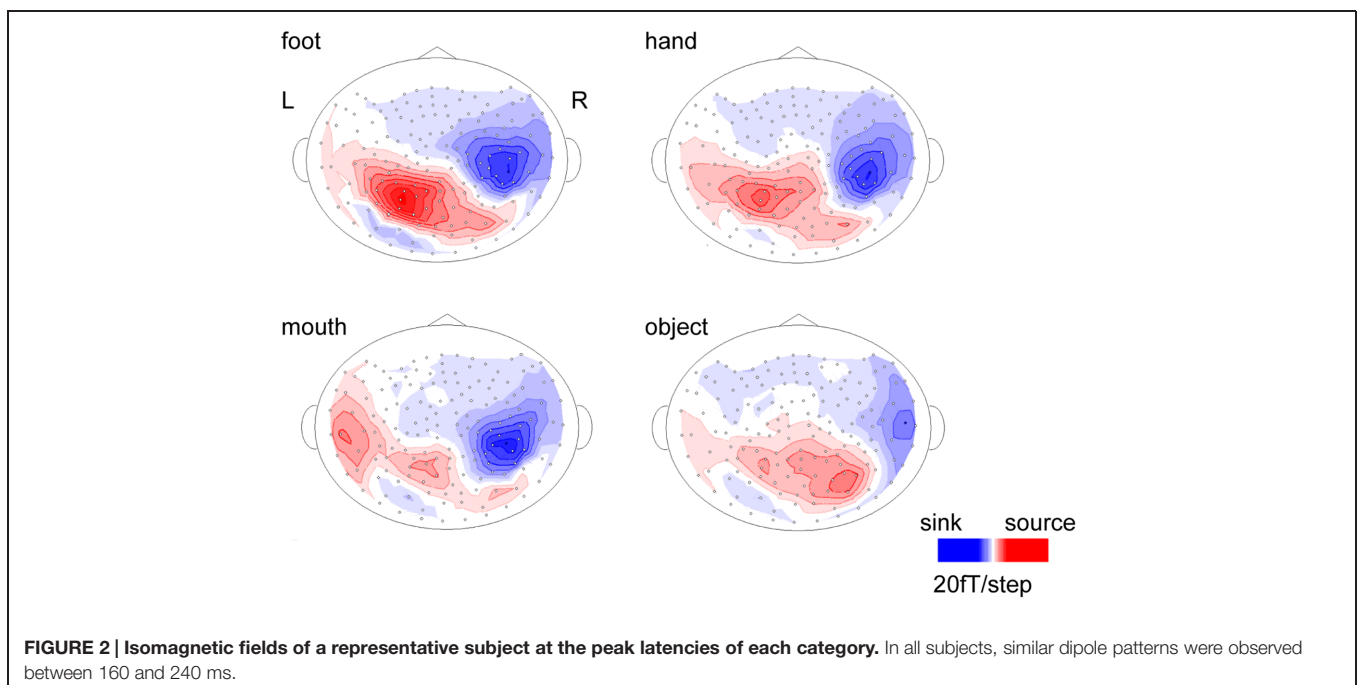 foot
hand
L
R
mouth
object
sink source
20fT/step
FIGURE 2 | Isomagnetic fields of a representative subject at the peak latencies of each category. In all subjects, similar dipole patterns were observed
between 160 and 240 ms.